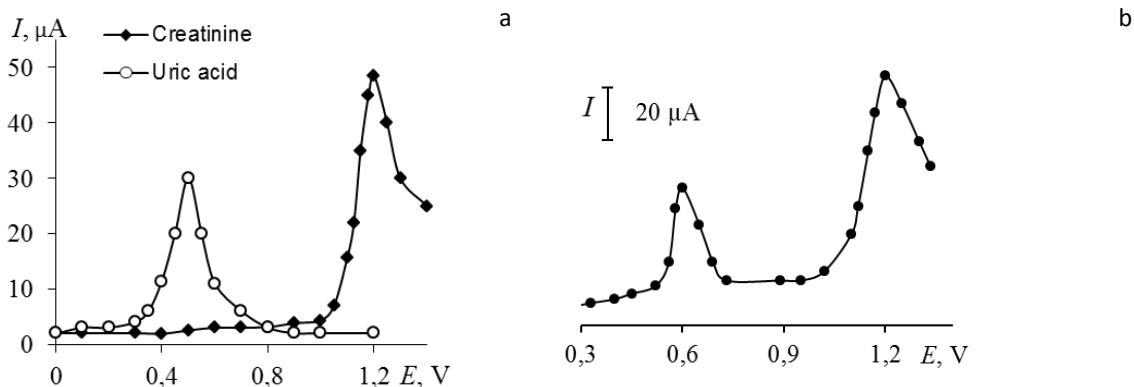 a
b
I, µA
Creatinine
Uric acid
50
40
30
20
10
0
0 0,4 0,8 1,2 E, V
I 20 µA
0,3 0,6 0,9 1,2 E, V